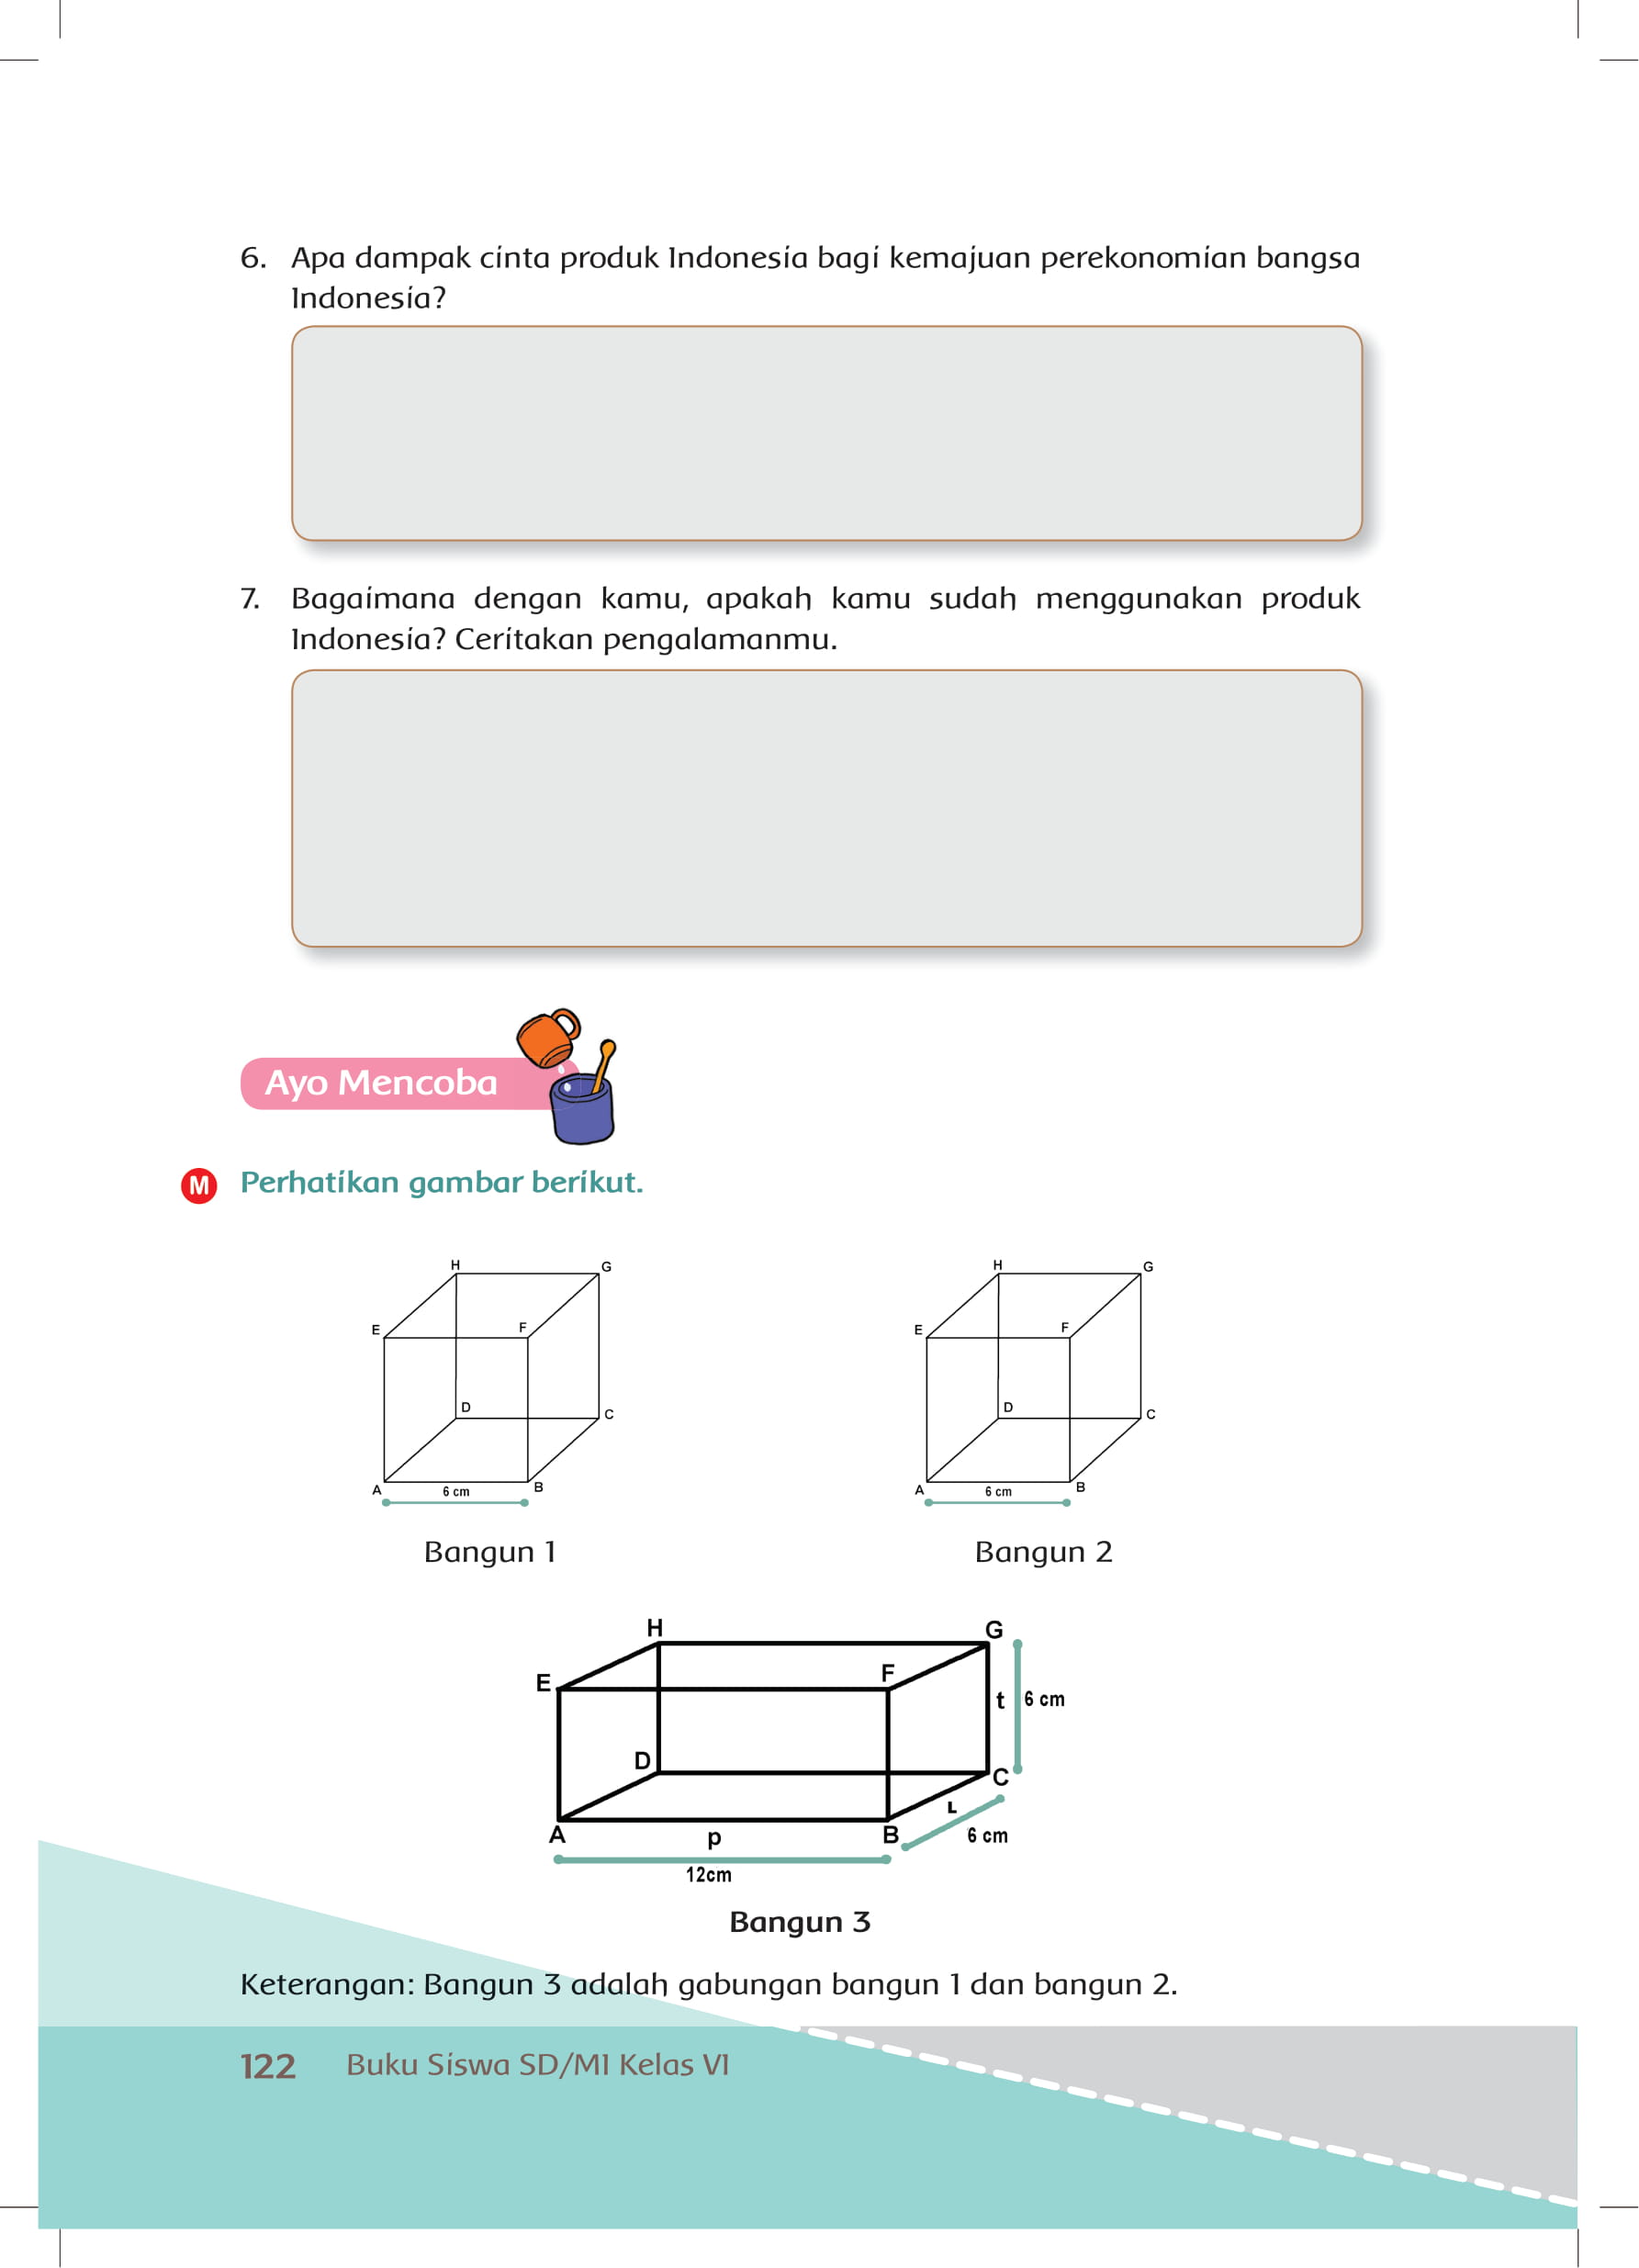 6. Apa dampak cinta produk Indonesia bagi kemajuan perekonomian bangsa
Indonesia?
7. Bagaimana dengan kamu, apakah kamu sudah menggunakan produk
Indonesia? Ceritakan pengalamanmu.
Ayo Mencoba
M Perhatikan gambar berikut.
H G
E F
D C
A 6 cm B
Bangun 1
H G
E F
D C
A 6 cm B
Bangun 2
H G
E F
t 6 cm
D C
L
A p B 6 cm
12cm
Bangun 3
Keterangan: Bangun 3 adalah gabungan bangun 1 dan bangun 2.
122 Buku Siswa SD/MI Kelas VI